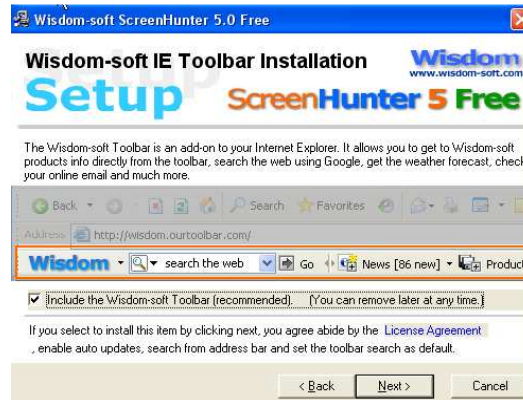 Wisdom-soft ScreenHunter 5.0 Free
Wisdom-soft IE Toolbar Installation
Wisdom
www.wisdom-soft.com
Setup
ScreenHunter 5 Free
The Wisdom-soft Toolbar is an add-on to your Internet Explorer. It allows you to get to Wisdom-soft
products info directly from the toolbar, search the web using Google, get the weather forecast, check
your online email and much more.
Back Search Favorites
Address http://wisdom.ourtoolbar.com/
Wisdom search the web Go News [86 new] Product
Include the Wisdom-soft Toolbar (recommended). (You can remove later at any time.)
If you select to install this item by clicking next, you agree abide by the License Agreement
, enable auto updates, search from address bar and set the toolbar search as default.
< Back Next > Cancel